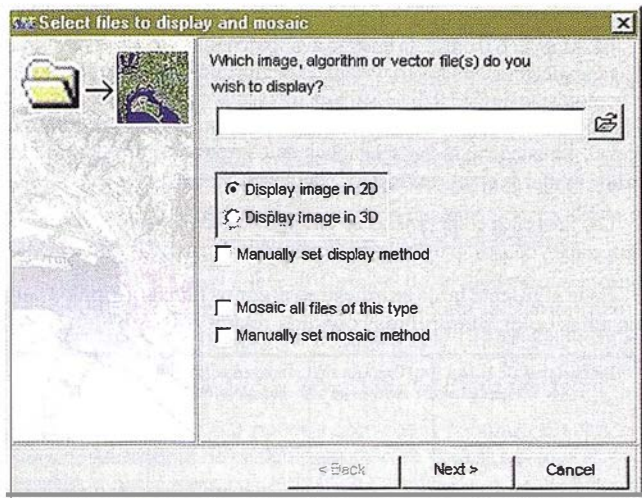 Select files to display and mosaic
Which image, algorithm or vector file(s) do you
wish to display?
Display image in 2D
Display image in 3D
Manually set display method
Mosaic all files of this type
Manually set mosaic method
< Back
Next >
Cancel